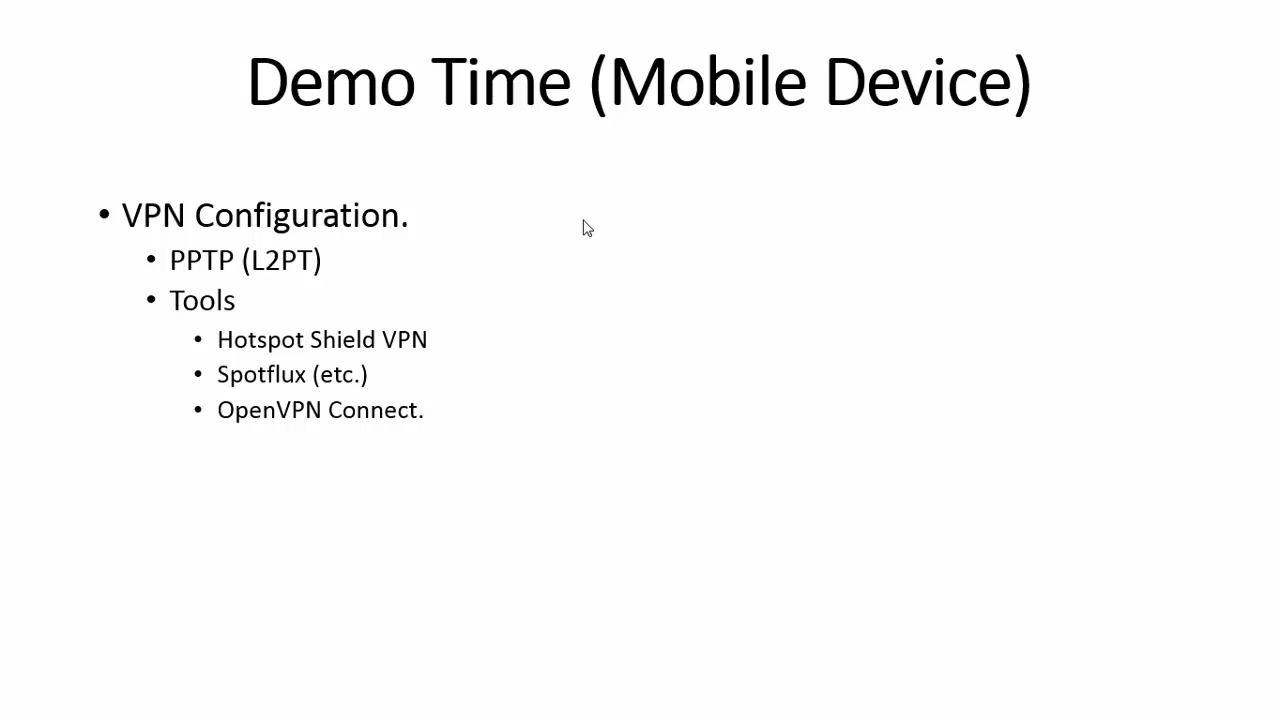 Demo Time (Mobile Device)
• VPN Configuration.
• PPTP (L2PT)
• Tools
• Hotspot Shield VPN
• Spotflux (etc.)
• OpenVPN Connect.